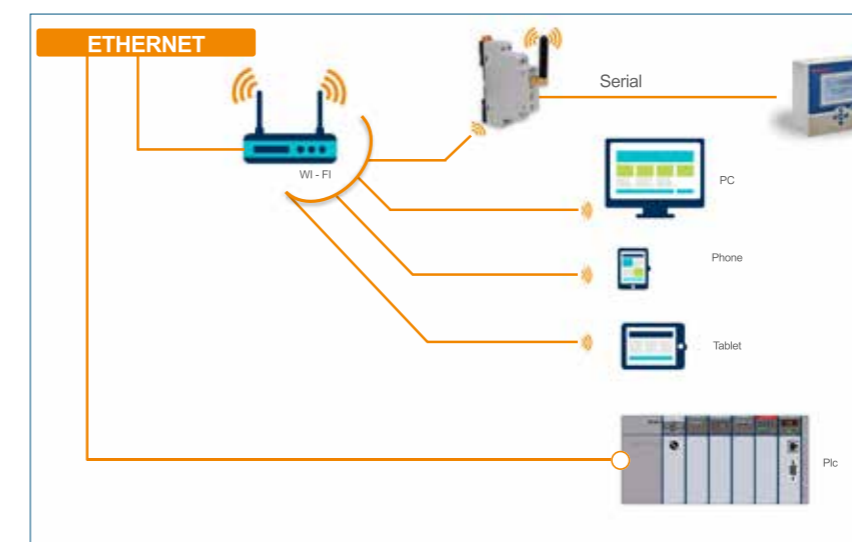 ETHERNET
Serial
WI - FI
PC
Phone
Tablet
Plc